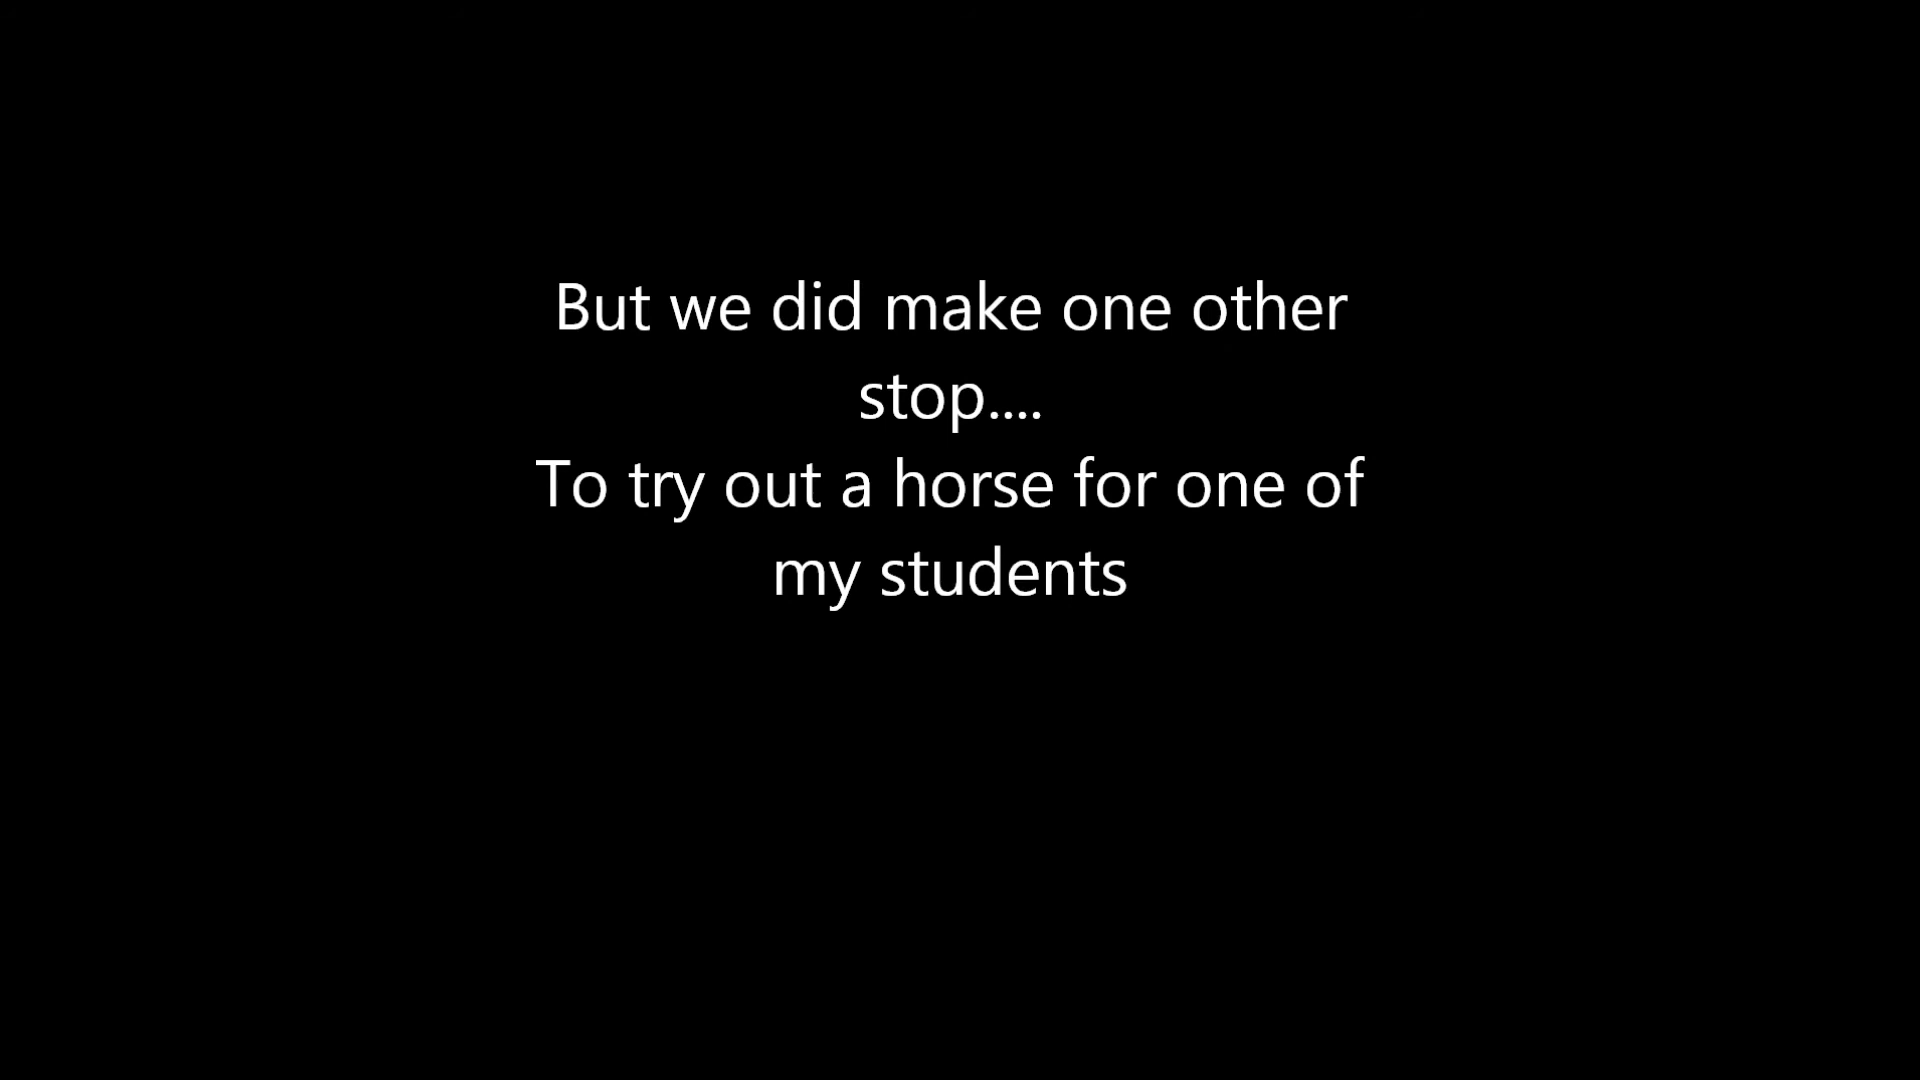 But we did make one other
stop....
To try out a horse for one of
my students